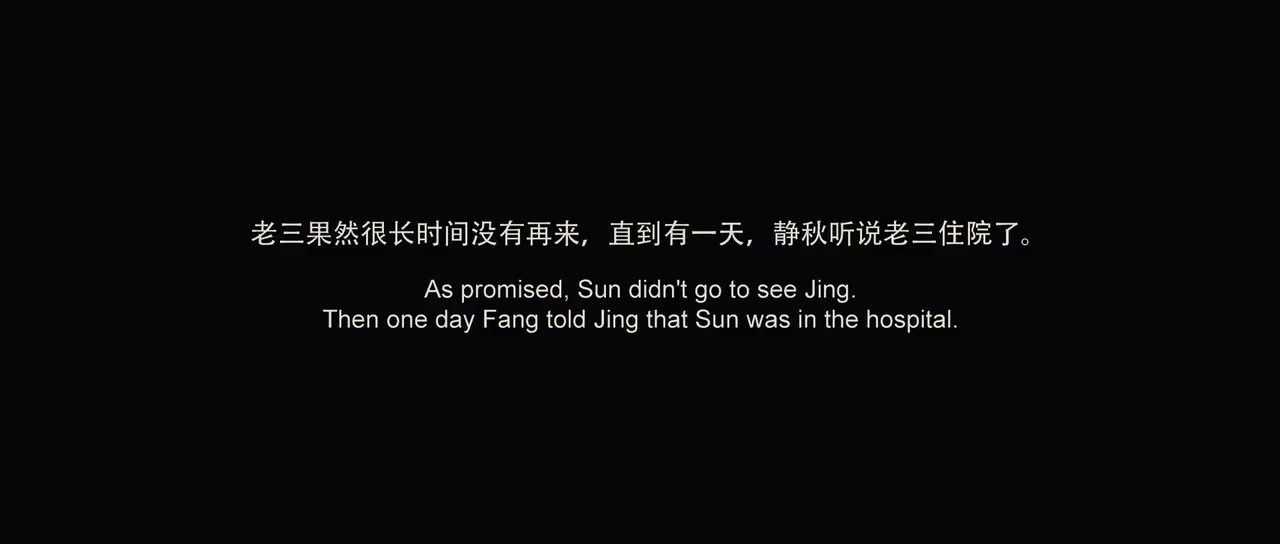 老三果然很长时间没有再来，直到有一天，静秋听说老三住院了。
As promised, Sun didn't go to see Jing.
Then one day Fang told Jing that Sun was in the hospital.